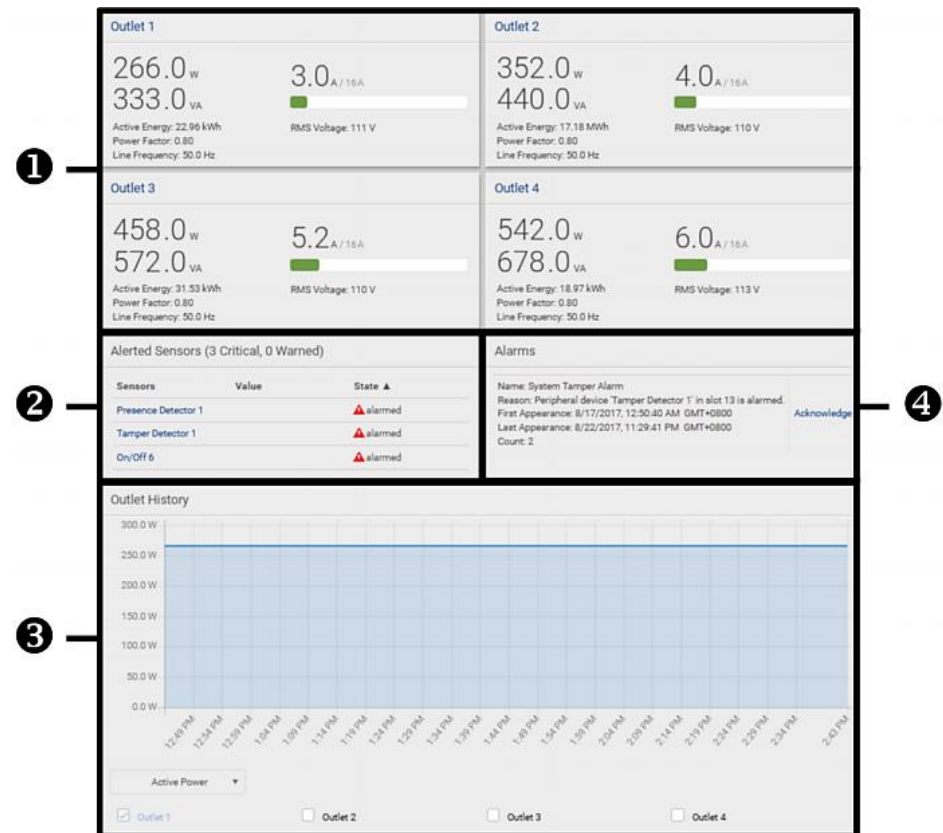 Outlet 1
266.0 W
333.0 VA
3.0 A / 16A
Active Energy: 22.96 kWh
Power Factor: 0.80
Line Frequency: 50.0 Hz
RMS Voltage: 111 V
Outlet 2
352.0 W
440.0 VA
4.0 A / 16A
Active Energy: 17.18 MWh
Power Factor: 0.80
Line Frequency: 50.0 Hz
RMS Voltage: 110 V
1
Outlet 3
458.0 W
572.0 VA
5.2 A / 16A
Active Energy: 31.53 kWh
Power Factor: 0.80
Line Frequency: 50.0 Hz
RMS Voltage: 110 V
Outlet 4
542.0 W
678.0 VA
6.0 A / 16A
Active Energy: 18.97 kWh
Power Factor: 0.80
Line Frequency: 50.0 Hz
RMS Voltage: 113 V
2
Alerted Sensors (3 Critical, 0 Warned)
Sensors Value State ▲
Presence Detector 1 alarmed
Tamper Detector 1 alarmed
On/Off 6 alarmed
Alarms
Name: System Tamper Alarm
Reason: Peripheral device 'Tamper Detector 1' in slot 13 is alarmed.
First Appearance: 8/17/2017, 12:50:40 AM GMT+0800
Last Appearance: 8/22/2017, 11:29:41 PM GMT+0800
Count: 2
Acknowledge
4
3
Outlet History
300.0 W
250.0 W
200.0 W
150.0 W
100.0 W
50.0 W
0.0 W
12:49 PM 12:54 PM 12:59 PM 1:04 PM 1:09 PM 1:14 PM 1:19 PM 1:24 PM 1:29 PM 1:34 PM 1:39 PM 1:44 PM 1:49 PM 1:54 PM 1:59 PM 2:04 PM 2:09 PM 2:14 PM 2:19 PM 2:24 PM 2:29 PM 2:34 PM 2:43 PM
Active Power ▼
Outlet 1 Outlet 2 Outlet 3 Outlet 4